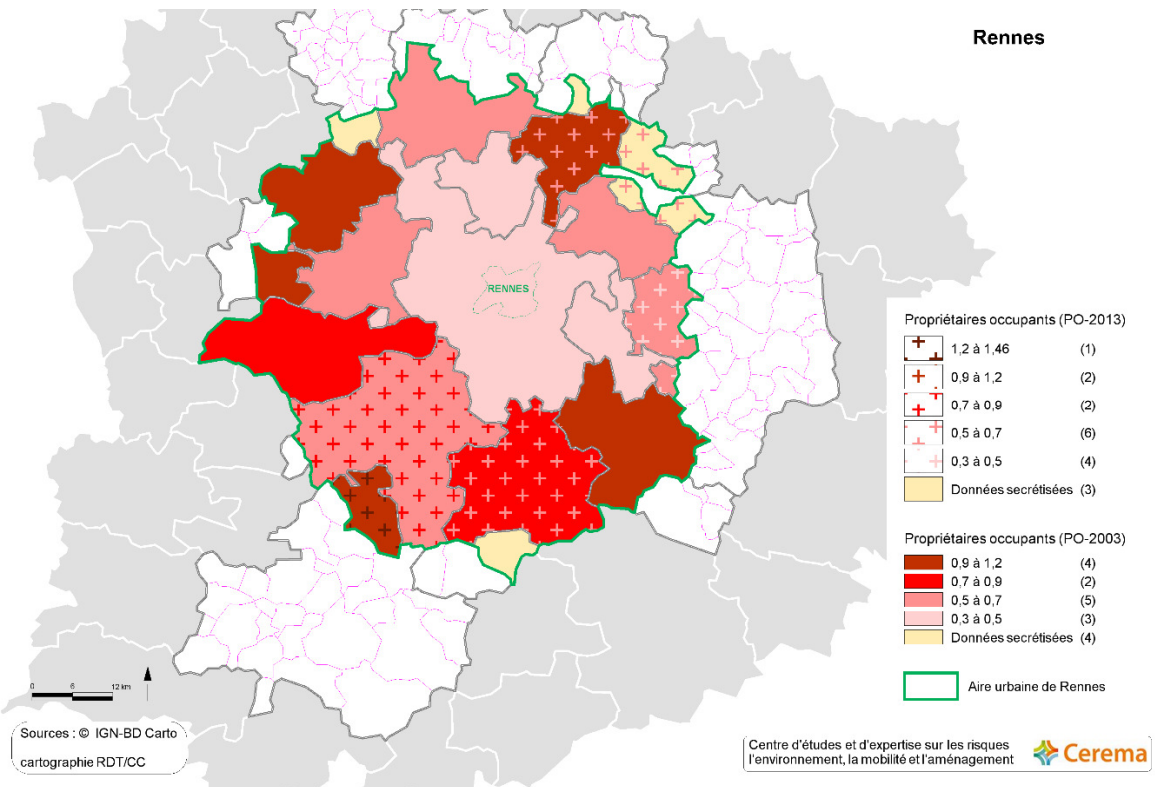 Rennes
RENNES
Propriétaires occupants (PO-2013)
1,2 à 1,46 (1)
0,9 à 1,2 (2)
0,7 à 0,9 (2)
0,5 à 0,7 (6)
0,3 à 0,5 (4)
Données secrétisées (3)
Propriétaires occupants (PO-2003)
0,9 à 1,2 (4)
0,7 à 0,9 (2)
0,5 à 0,7 (5)
0,3 à 0,5 (3)
Données secrétisées (4)
Aire urbaine de Rennes
0 6 12 km
Sources : © IGN-BD Carto
cartographie RDT/CC
Centre d'études et d'expertise sur les risques
l'environnement, la mobilité et l'aménagement
Cerema